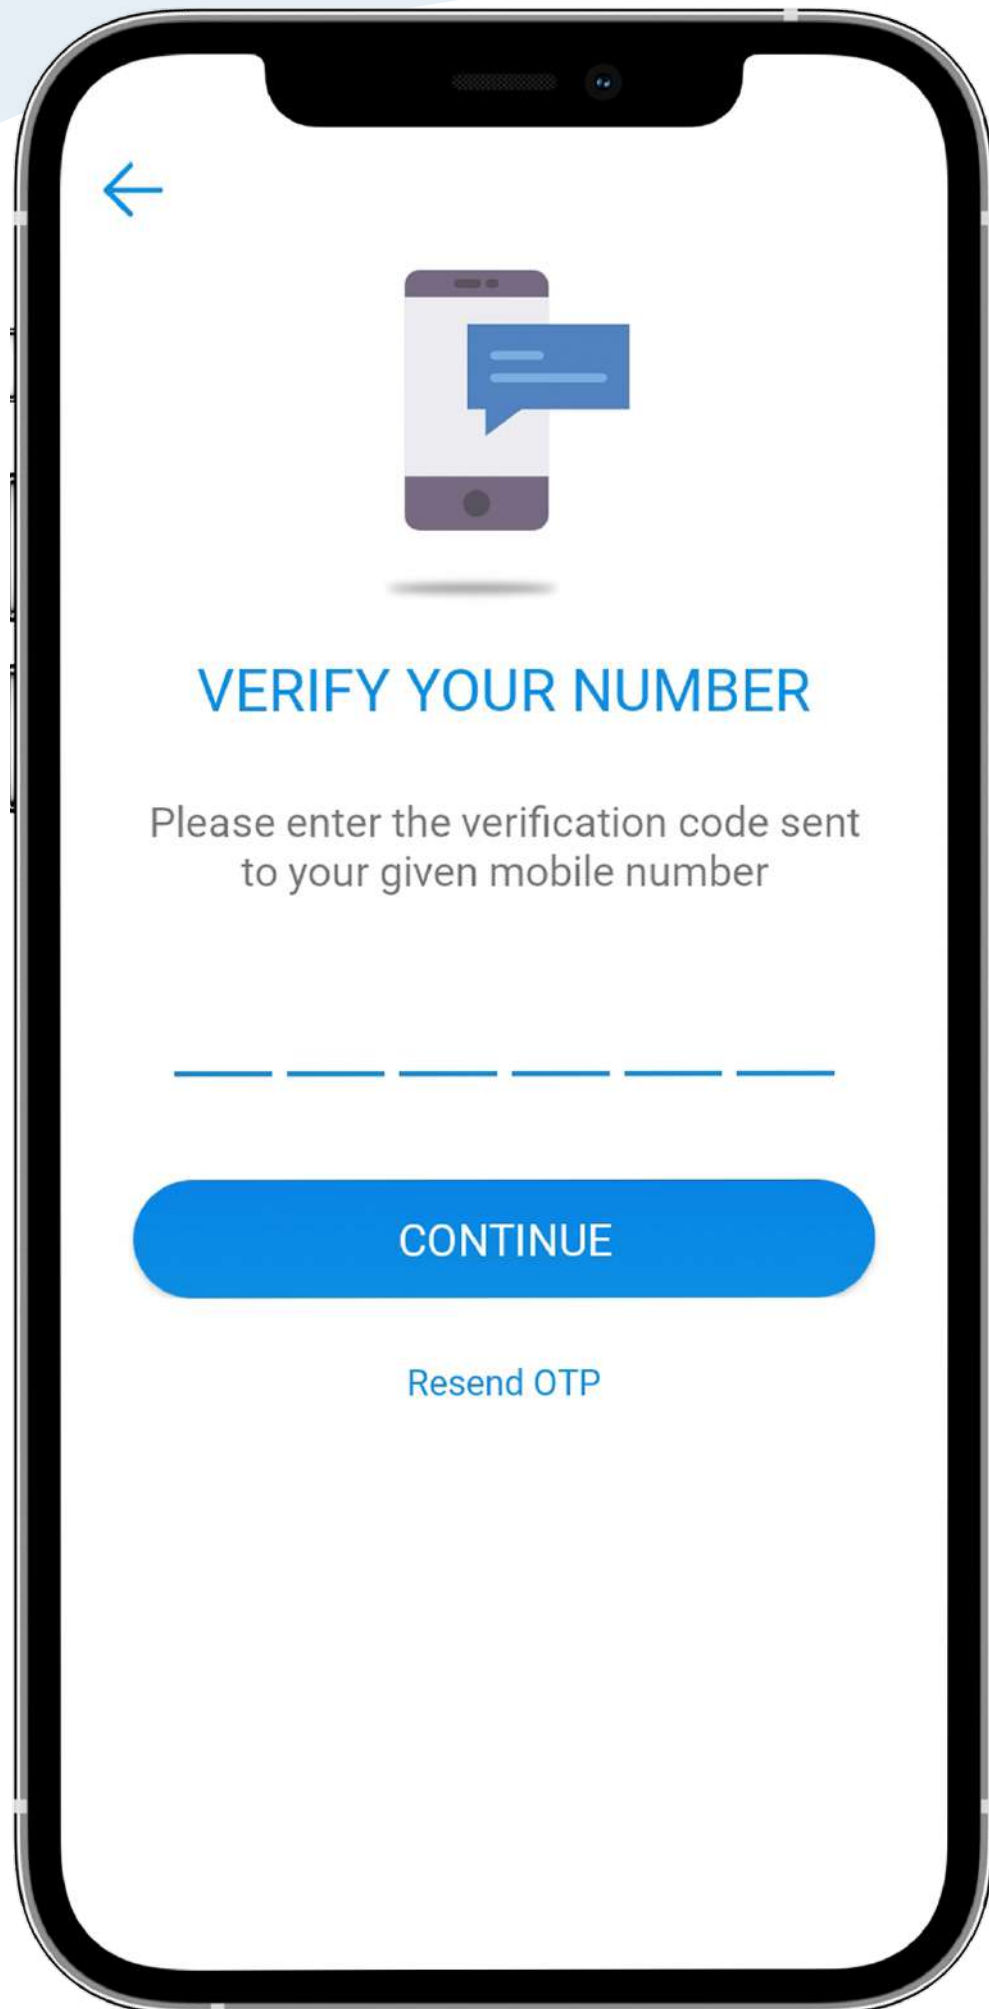 VERIFY YOUR NUMBER
Please enter the verification code sent
to your given mobile number
CONTINUE
Resend OTP